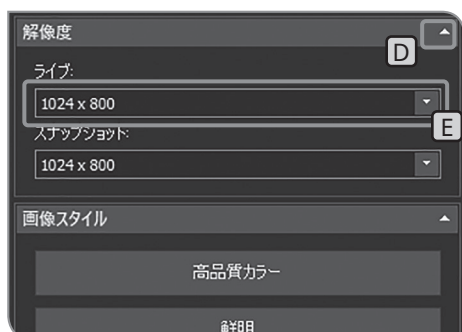 解像度
D
ライブ:
1024 x 800
E
スナップショット:
1024 x 800
画像スタイル
高品質カラー
鮮明